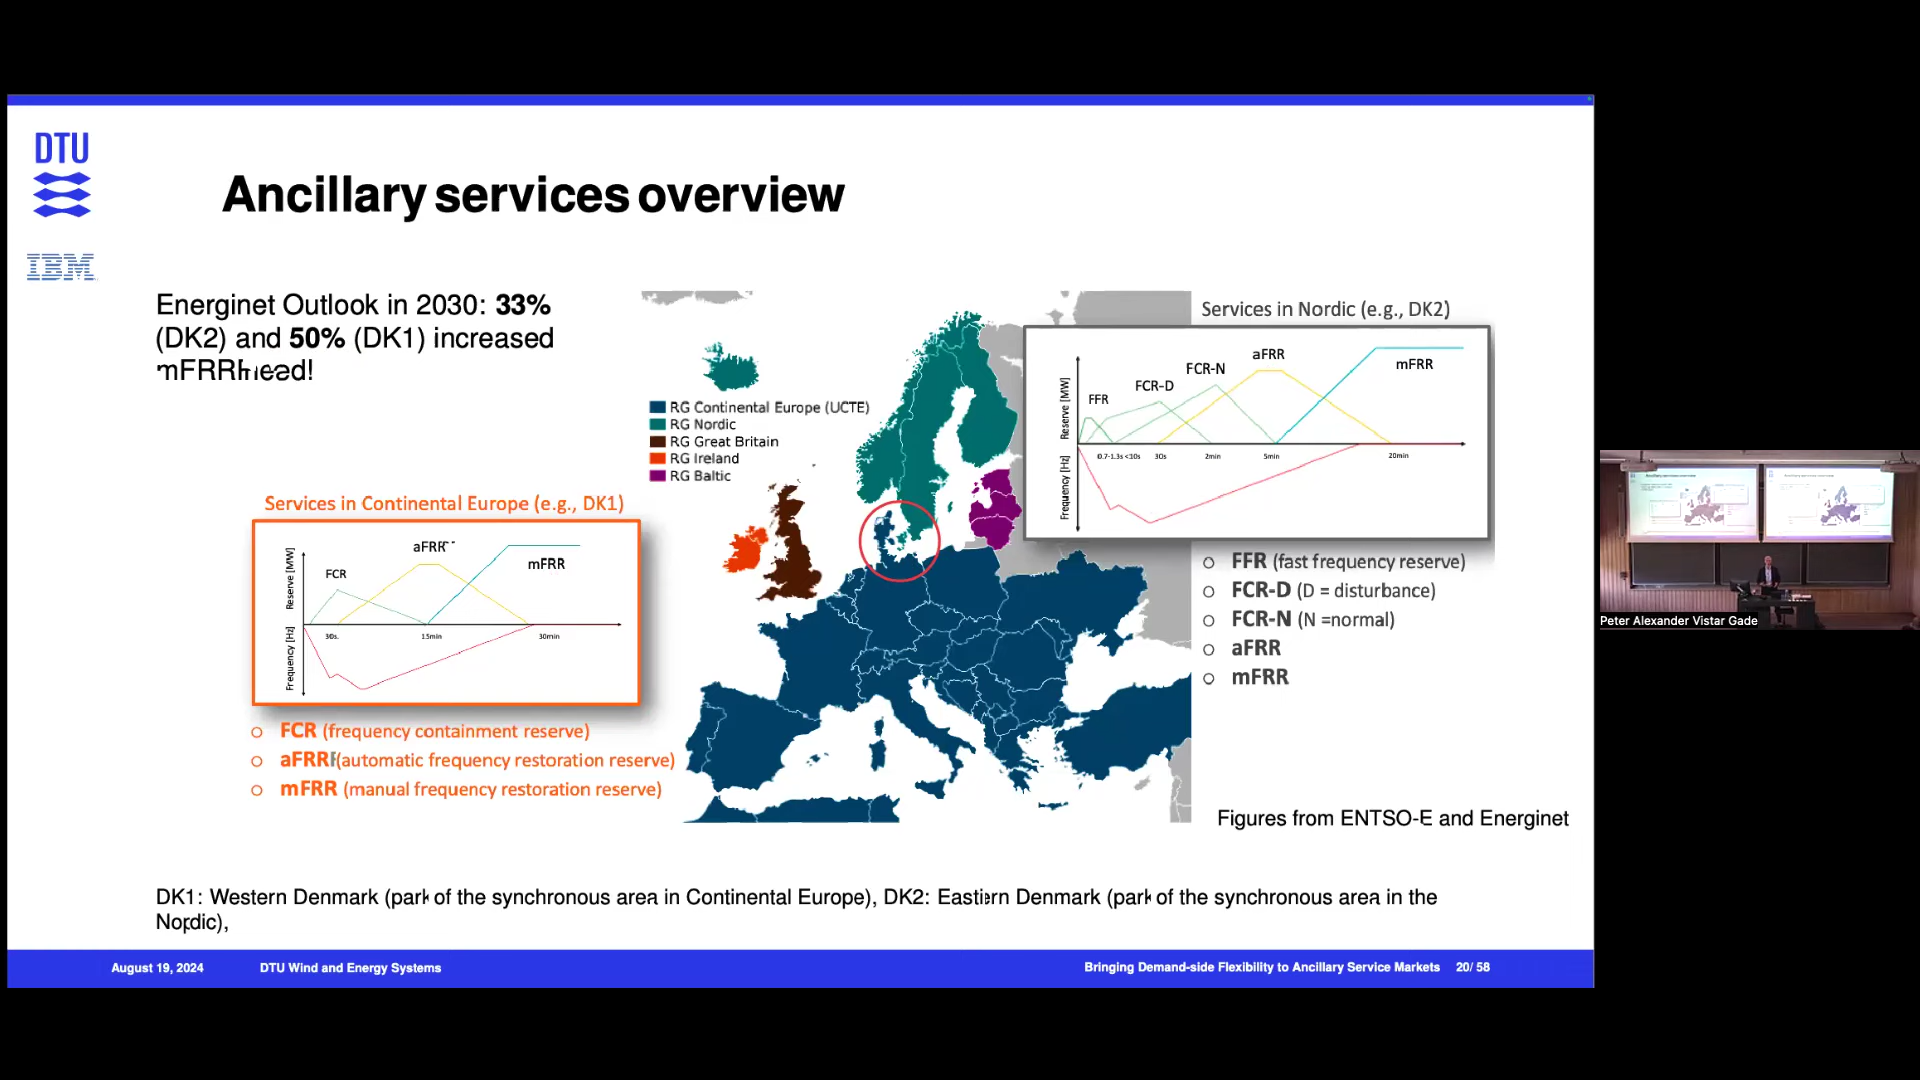 DTU
IBM
Ancillary services overview
Energinet Outlook in 2030: 33%
(DK2) and 50% (DK1) increased
mFRR need!
Services in Continental Europe (e.g., DK1)
Reserve [MW]
Frequency [Hz]
FCR
aFRR
mFRR
30s.
15min
30min
FCR (frequency containment reserve)
aFRR (automatic frequency restoration reserve)
mFRR (manual frequency restoration reserve)
RG Continental Europe (UCTE)
RG Nordic
RG Great Britain
RG Ireland
RG Baltic
Services in Nordic (e.g., DK2)
Reserve [MW]
Frequency [Hz]
FFR
FCR-D
FCR-N
aFRR
mFRR
0.7-1.3s <30s
30s
2min
5min
20min
FFR (fast frequency reserve)
FCR-D (D = disturbance)
FCR-N (N =normal)
aFRR
mFRR
Figures from ENTSO-E and Energinet
DK1: Western Denmark (park of the synchronous area in Continental Europe), DK2: Eastern Denmark (park of the synchronous area in the
Nordic),
August 19, 2024
DTU Wind and Energy Systems
Bringing Demand-side Flexibility to Ancillary Service Markets
20/ 58
Peter Alexander Vistar Gade